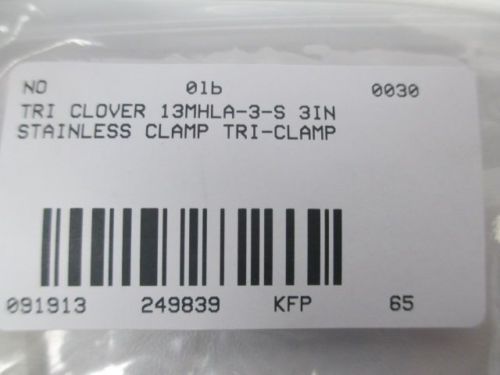 NO 01b 0030
TRI CLOVER 13MHLA-3-S 3IN
STAINLESS CLAMP TRI-CLAMP
091913 249839 KFP 65